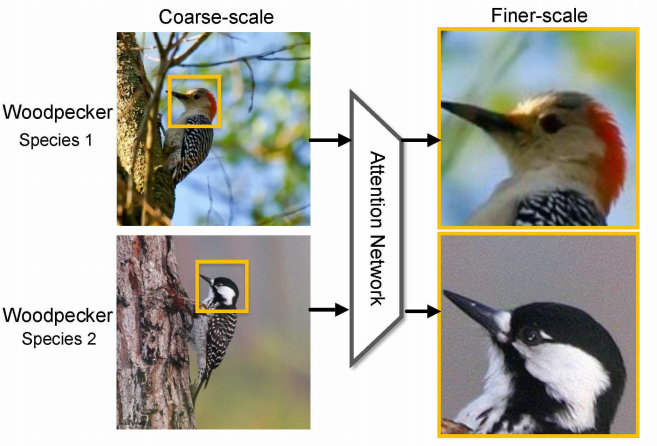 Coarse-scale
Finer-scale
Woodpecker
Species 1
Attention Network
Woodpecker
Species 2